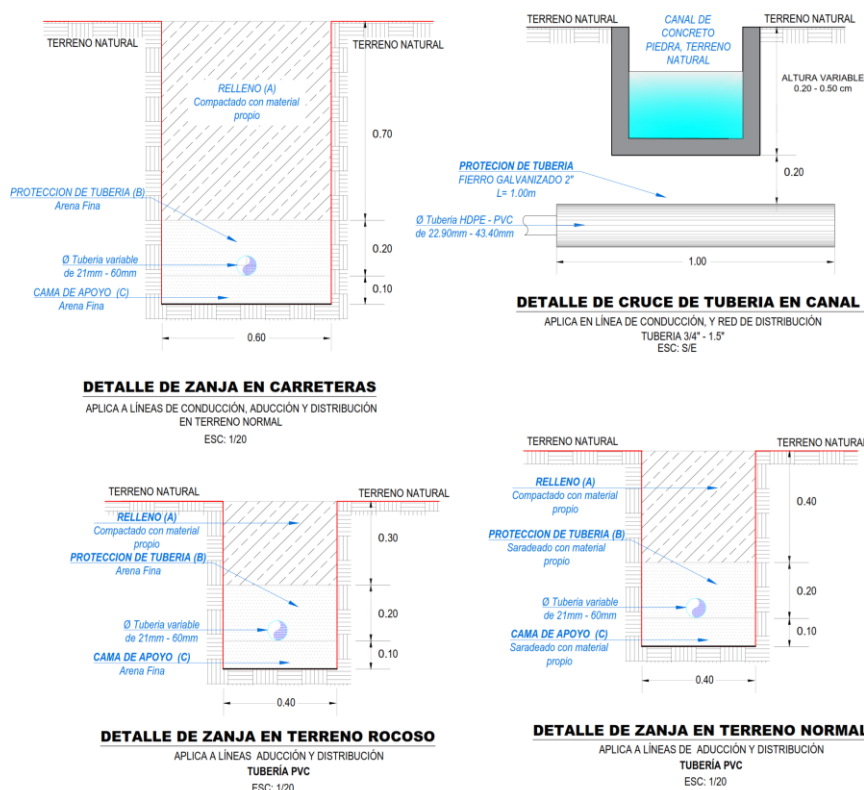 TERRENO NATURAL
TERRENO NATURAL
RELLENO (A)
Compactado con material
propio
0.70
PROTECCION DE TUBERIA (B)
Arena Fina
0.20
Ø Tuberia variable
de 21mm - 60mm
CAMA DE APOYO (C)
Arena Fina
0.10
0.60
DETALLE DE ZANJA EN CARRETERAS
APLICA A LÍNEAS DE CONDUCCIÓN, ADUCCIÓN Y DISTRIBUCIÓN
EN TERRENO NORMAL
ESC: 1/20
TERRENO NATURAL
CANAL DE
CONCRETO
PIEDRA, TERRENO
NATURAL
TERRENO NATURAL
ALTURA VARIABLE
0.20 - 0.50 cm
PROTECION DE TUBERIA
FIERRO GALVANIZADO 2"
L= 1.00m
0.20
Ø Tuberia HDPE - PVC
de 22.90mm - 43.40mm
1.00
DETALLE DE CRUCE DE TUBERIA EN CANAL
APLICA EN LÍNEA DE CONDUCCIÓN, Y RED DE DISTRIBUCIÓN
TUBERIA 3/4" - 1.5"
ESC: S/E
TERRENO NATURAL
TERRENO NATURAL
RELLENO (A)
Compactado con material
propio
0.30
PROTECCION DE TUBERIA (B)
Arena Fina
0.20
Ø Tuberia variable
de 21mm - 60mm
CAMA DE APOYO (C)
Arena Fina
0.10
0.40
DETALLE DE ZANJA EN TERRENO ROCOSO
APLICA A LÍNEAS ADUCCIÓN Y DISTRIBUCIÓN
TUBERÍA PVC
ESC: 1/20
TERRENO NATURAL
TERRENO NATURAL
RELLENO (A)
Compactado con material
propio
0.40
PROTECCION DE TUBERIA (B)
Saradeado con material
propio
0.20
Ø Tuberia variable
de 21mm - 60mm
CAMA DE APOYO (C)
Saradeado con material
propio
0.10
0.40
DETALLE DE ZANJA EN TERRENO NORMAL
APLICA A LÍNEAS DE ADUCCIÓN Y DISTRIBUCIÓN
TUBERÍA PVC
ESC: 1/20